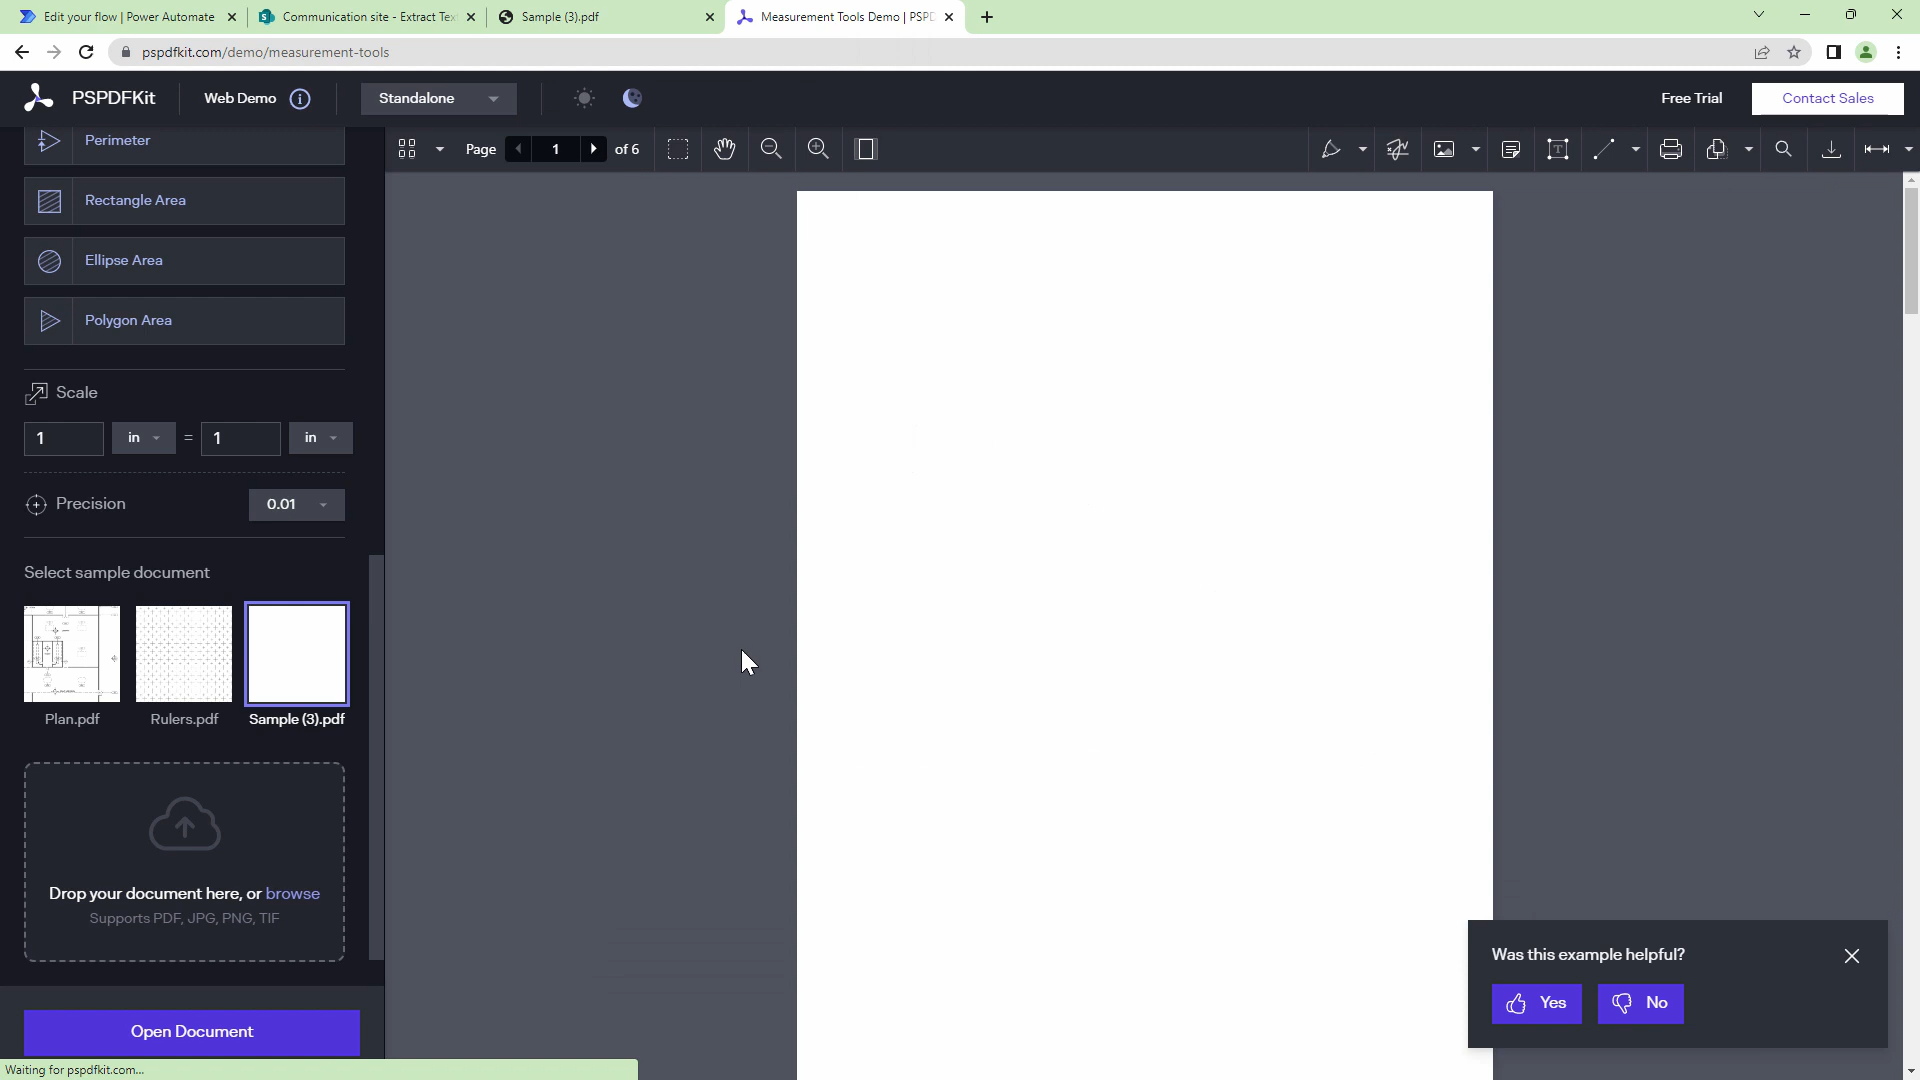 Edit your flow | Power Automate
Communication site - Extract Tex
Sample (3).pdf
Measurement Tools Demo | PSPD
pspdfkit.com/demo/measurement-tools
PSPDFKit
Web Demo
Standalone
Free Trial
Contact Sales
Perimeter
Page
1
of 6
Rectangle Area
Ellipse Area
Polygon Area
Scale
1 in = 1 in
Precision
0.01
Select sample document
Plan.pdf
Rulers.pdf
Sample (3).pdf
Drop your document here, or browse
Supports PDF, JPG, PNG, TIF
Was this example helpful?
Yes
No
Open Document
Waiting for pspdfkit.com...